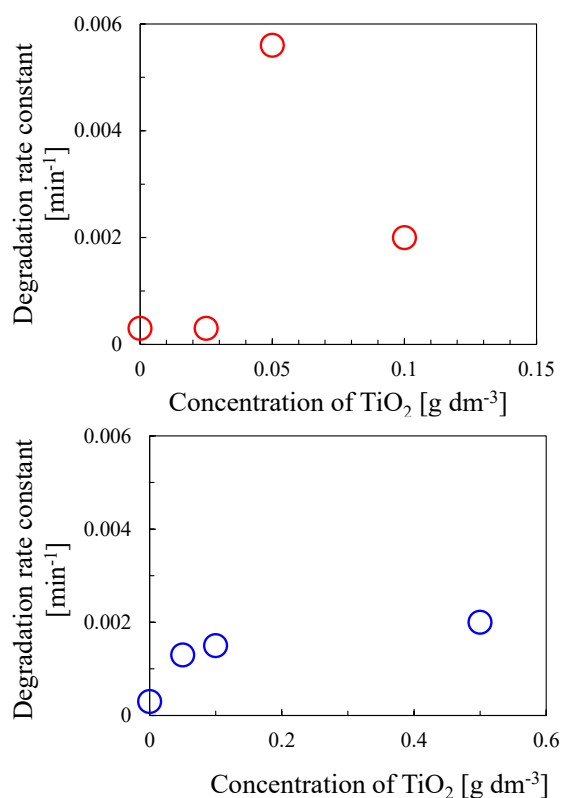 Degradation rate constant
[min⁻¹]
0.006
0.004
0.002
0
0 0.05 0.1 0.15
Concentration of TiO₂ [g dm⁻³]
Degradation rate constant
[min⁻¹]
0.006
0.004
0.002
0
0 0.2 0.4 0.6
Concentration of TiO₂ [g dm⁻³]